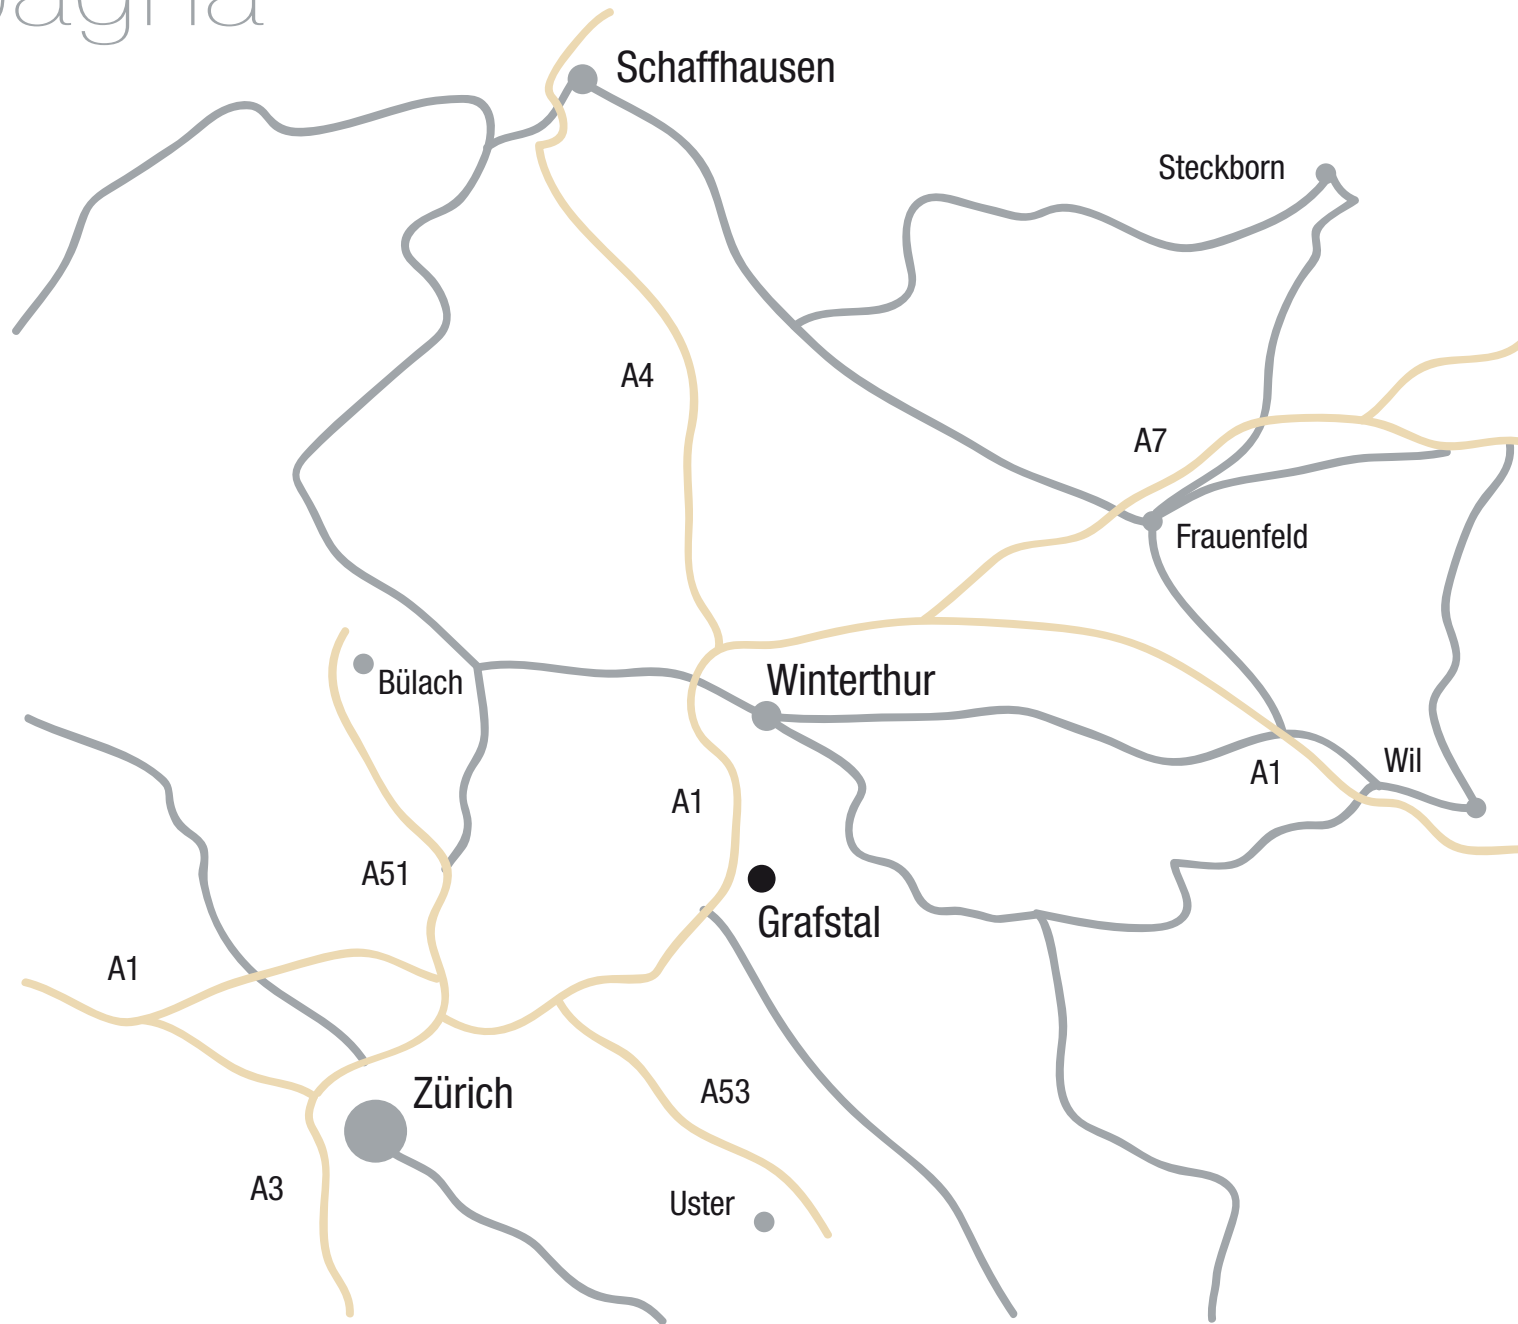 Schaffhausen
Steckborn
A4
A7
Frauenfeld
Bülach
Winterthur
Wil
A1
A1
A51
Grafstal
A1
Zürich
A53
A3
Uster